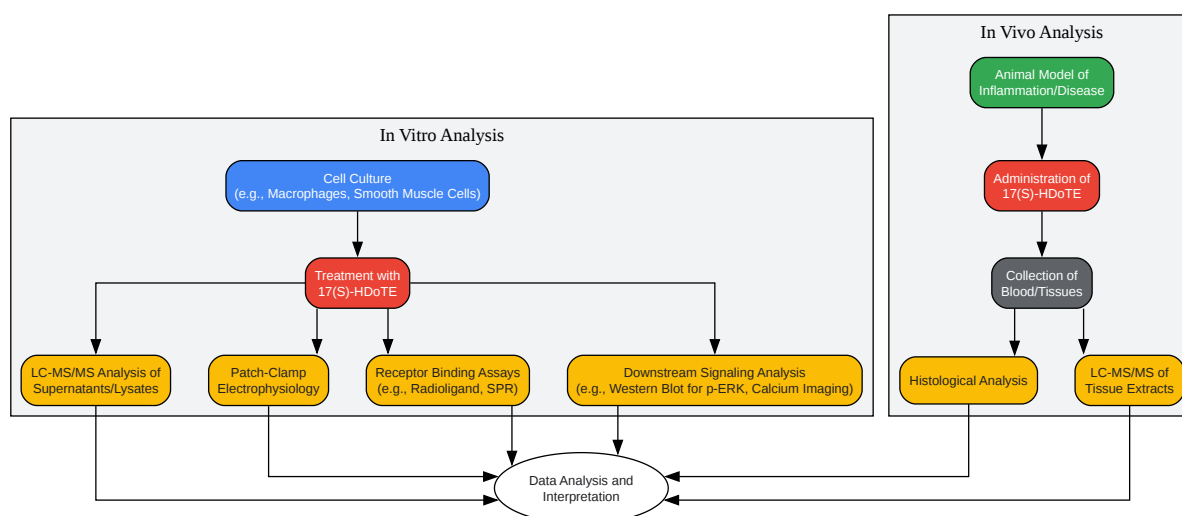 In Vivo Analysis
Animal Model of
Inflammation/Disease
In Vitro Analysis
Cell Culture
(e.g., Macrophages, Smooth Muscle Cells)
Administration of
17(S)-HDoTE
Treatment with
17(S)-HDoTE
Collection of
Blood/Tissues
LC-MS/MS Analysis of
Supernatants/Lysates
Patch-Clamp
Electrophysiology
Receptor Binding Assays
(e.g., Radioligand, SPR)
Downstream Signaling Analysis
(e.g., Western Blot for p-ERK, Calcium Imaging)
Histological Analysis
LC-MS/MS of
Tissue Extracts
Data Analysis and
Interpretation